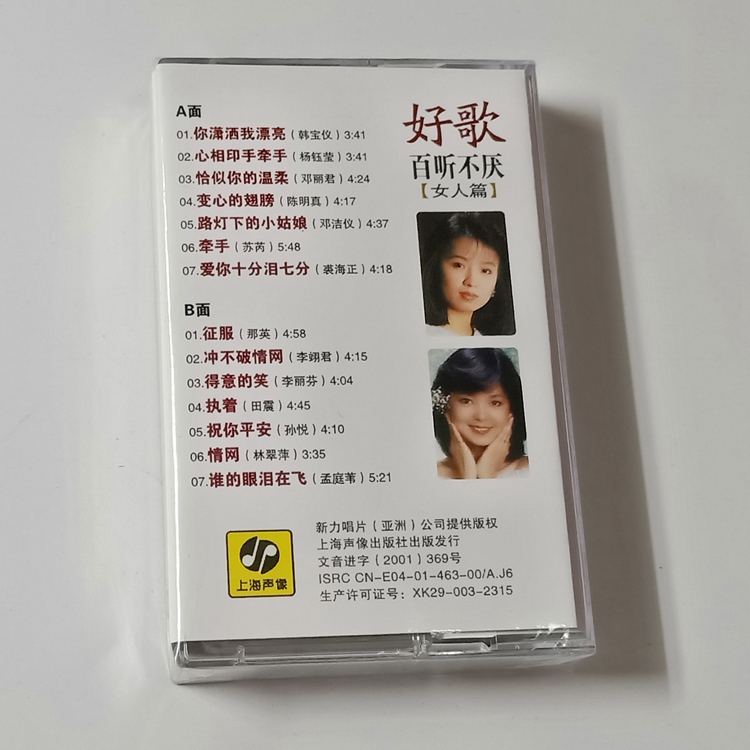 A面
01.你潇洒我漂亮（韩宝仪）3:41
02.心相印手牵手（杨钰莹）3:41
03.恰似你的温柔（邓丽君）4:24
04.变心的翅膀（陈明真）4:17
05.路灯下的小姑娘（邓洁仪）4:37
06.牵手（苏芮）5:48
07.爱你十分泪七分（裘海正）4:18
B面
01.征服（那英）4:58
02.冲不破情网（李翊君）4:15
03.得意的笑（李丽芬）4:04
04.执着（田震）4:45
05.祝你平安（孙悦）4:10
06.情网（林翠萍）3:35
07.谁的眼泪在飞（孟庭苇）5:21
好歌
百听不厌
【女人篇】
上海声像
新力唱片（亚洲）公司提供版权
上海声像出版社出版发行
文音进字（2001）369号
ISRC CN-E04-01-463-00/A.J6
生产许可证号：XK29-003-2315